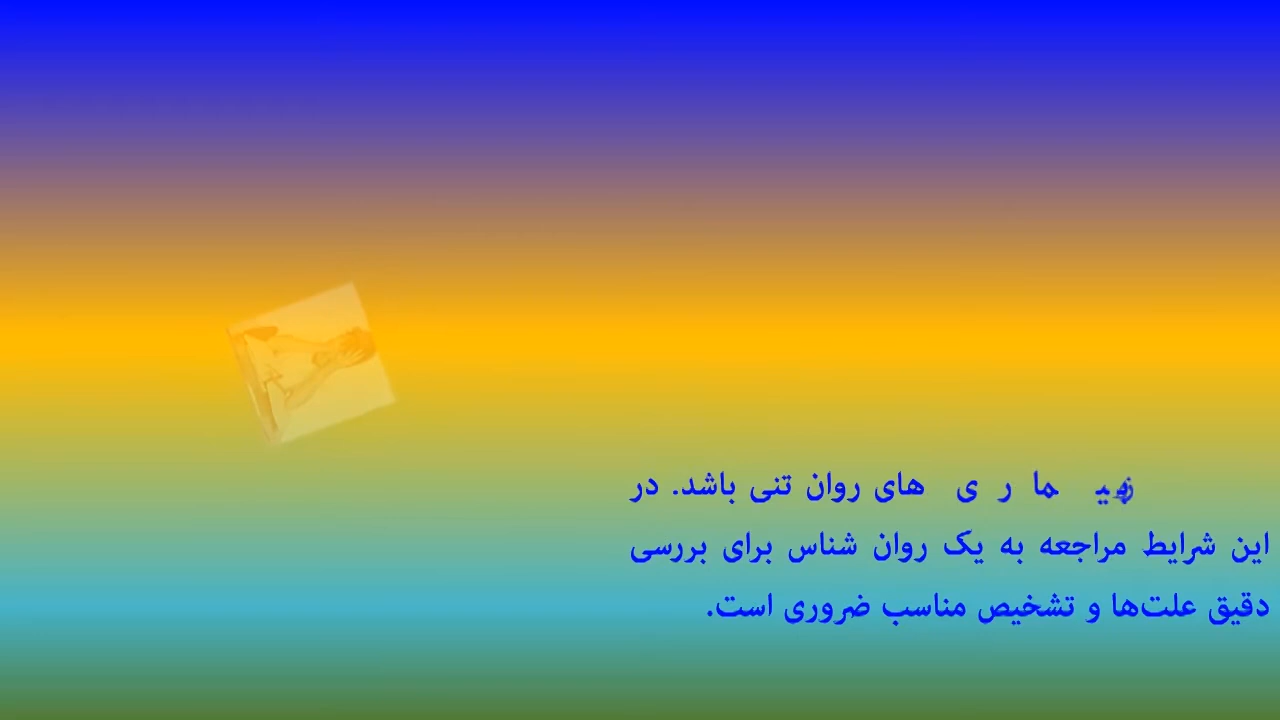 های روان تنی باشد. در
این شرایط مراجعه به یک روان شناس برای بررسی
دقیق علت‌ها و تشخیص مناسب ضروری است.